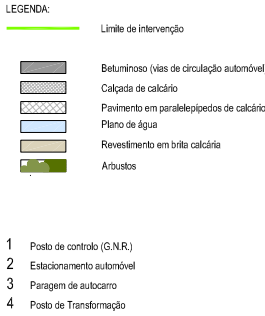 LEGENDA:
Limite de intervenção
Betuminoso (vias de circulação automóvel
Calçada de calcário
Pavimento em paralelepípedos de calcário
Plano de água
Revestimento em brita calcária
Arbustos
1 Posto de controlo (G.N.R.)
2 Estacionamento automóvel
3 Paragem de autocarro
4 Posto de Transformação